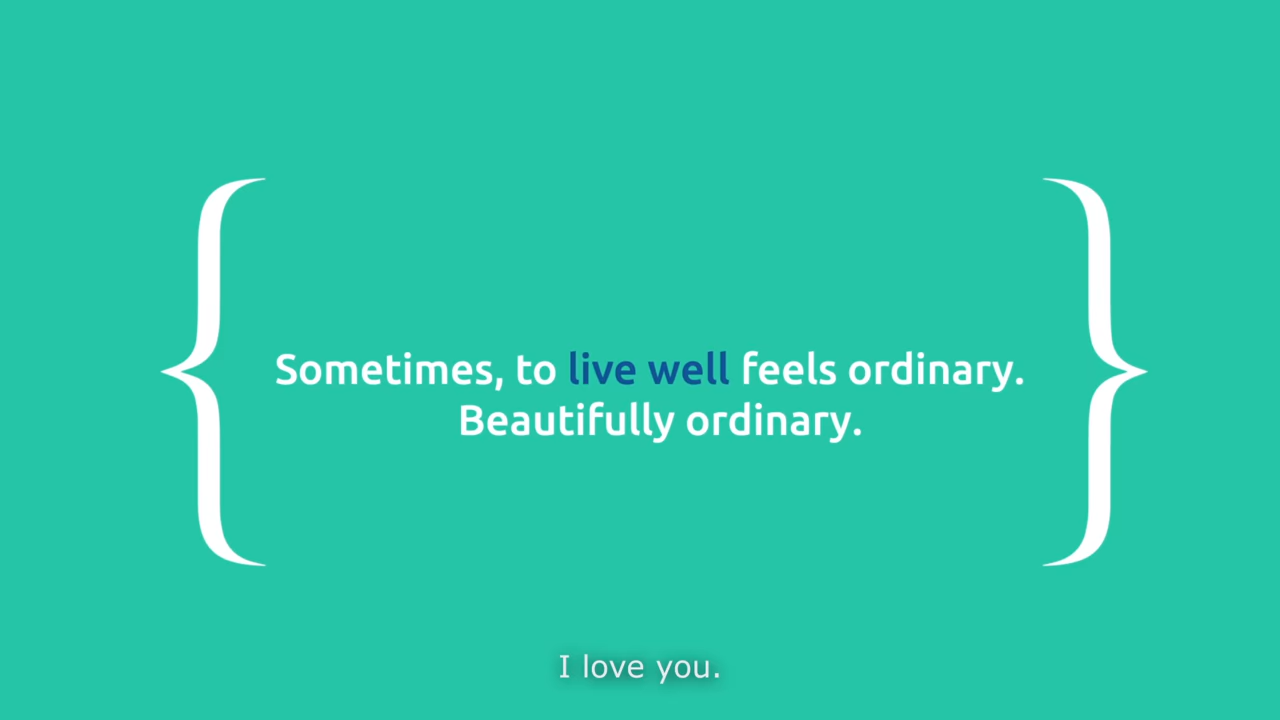 { Sometimes, to live well feels ordinary. }
Beautifully ordinary.
I love you.